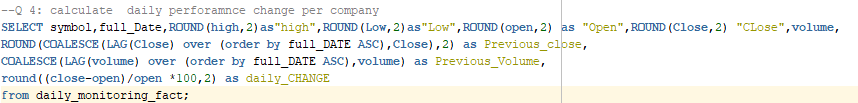 --Q 4: calculate  daily perforamnce change per company
SELECT symbol,full_Date,ROUND(high,2)as"high",ROUND(Low,2)as"Low",ROUND(open,2) as "Open",ROUND(Close,2) "CLose",volume,
ROUND(COALESCE(LAG(Close) over (order by full_DATE ASC),Close),2) as Previous_close,
COALESCE(LAG(volume) over (order by full_DATE ASC),volume) as Previous_Volume,
round((close-open)/open *100,2) as daily_CHANGE
from daily_monitoring_fact;